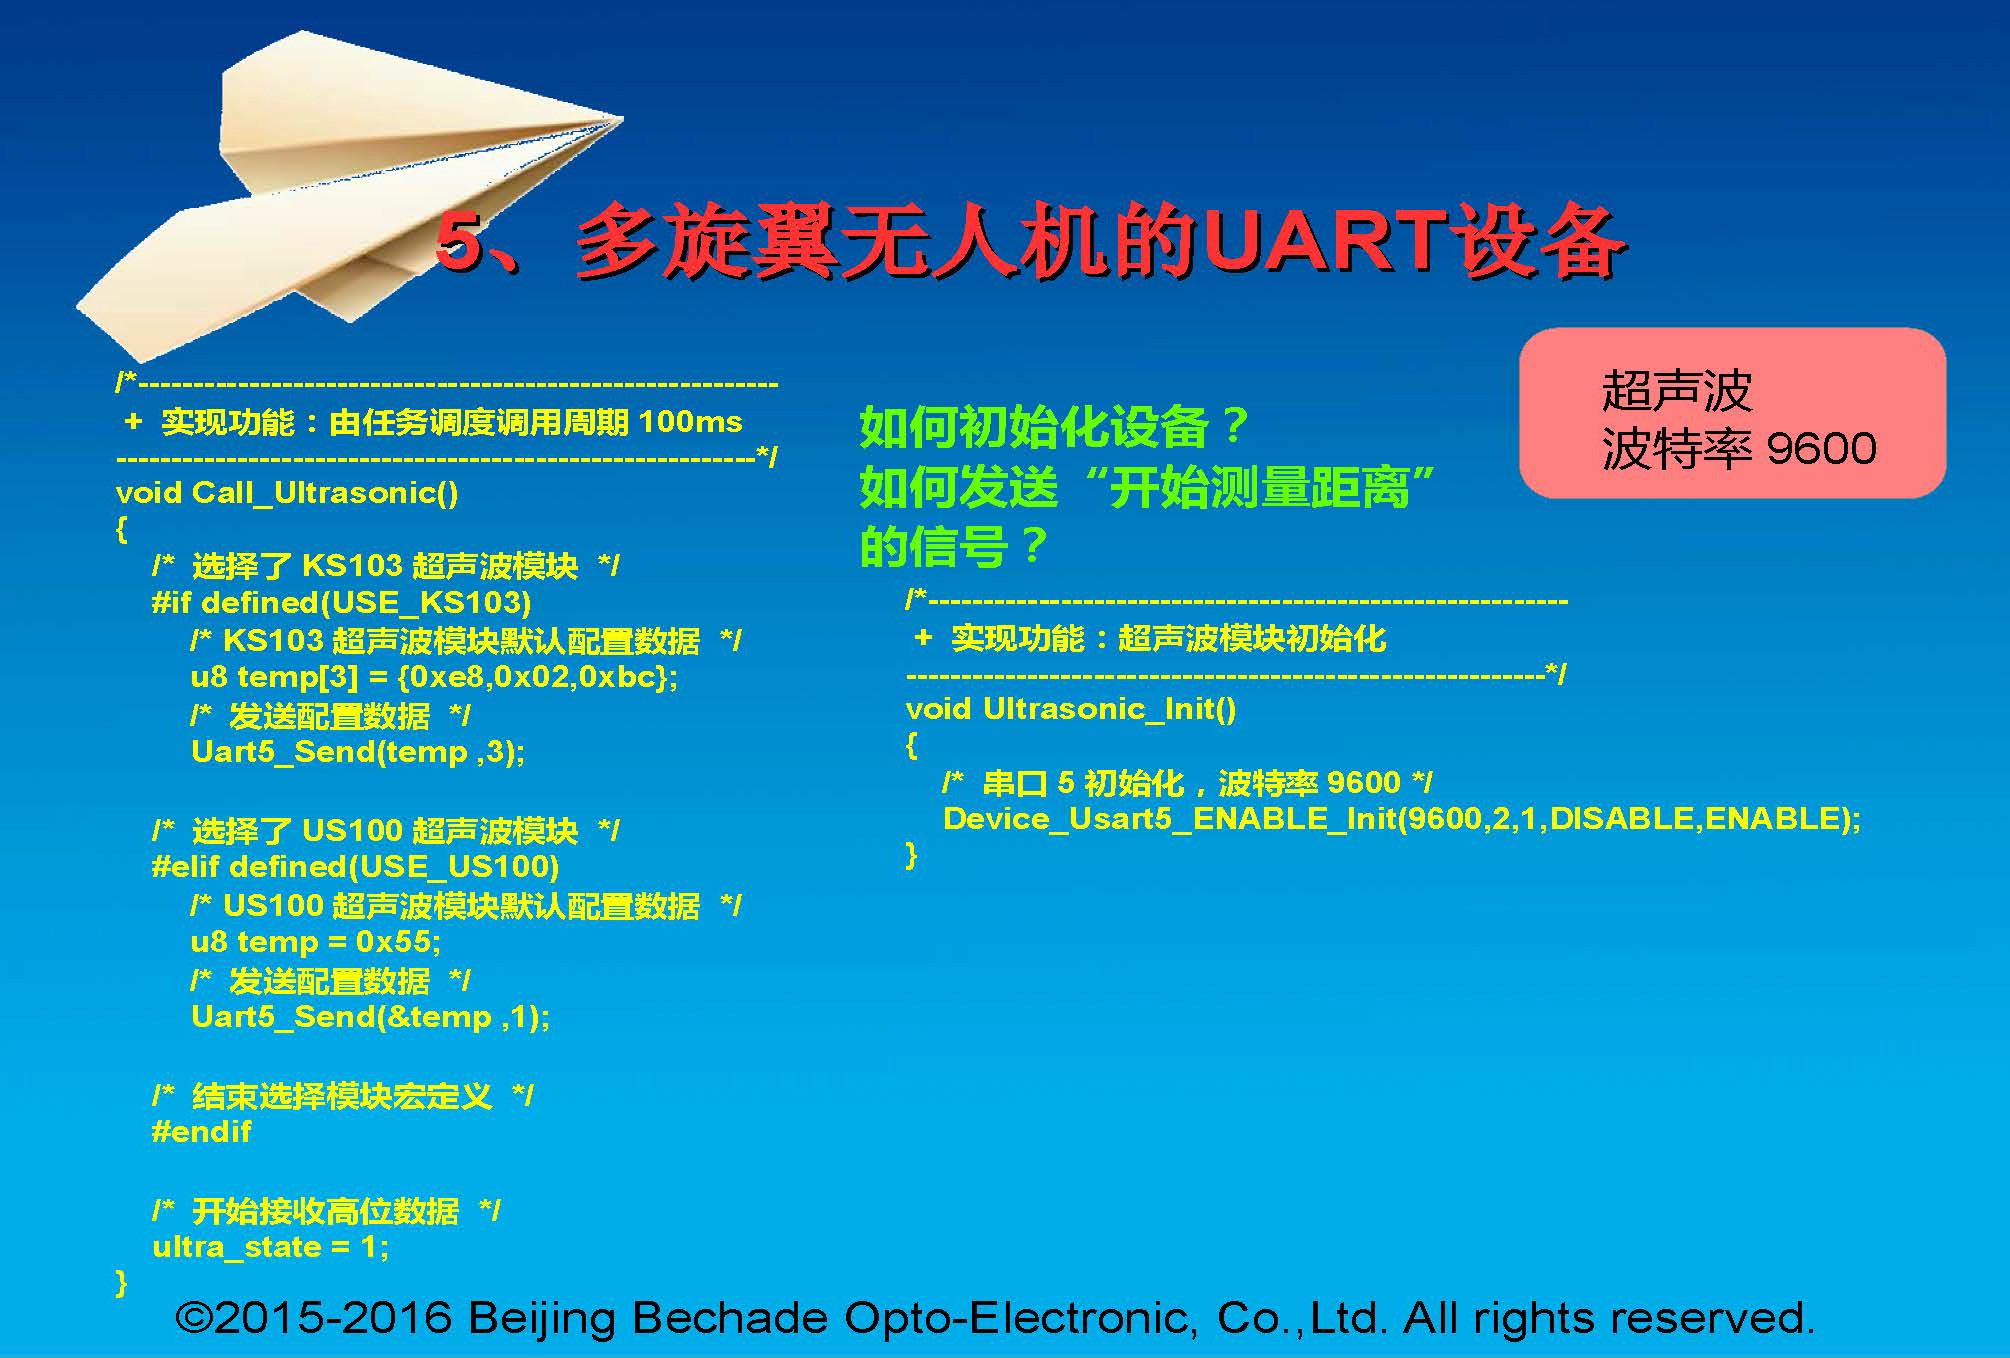 5、多旋翼无人机的UART设备
/*----------------------------------------------------------
+ 实现功能：由任务调度调用周期 100ms
----------------------------------------------------------*/
void Call_Ultrasonic()
{
/* 选择了 KS103 超声波模块 */
#if defined(USE_KS103)
/* KS103 超声波模块默认配置数据 */
u8 temp[3] = {0xe8,0x02,0xbc};
/* 发送配置数据 */
Uart5_Send(temp ,3);
/* 选择了 US100 超声波模块 */
#elif defined(USE_US100)
/* US100 超声波模块默认配置数据 */
u8 temp = 0x55;
/* 发送配置数据 */
Uart5_Send(&temp ,1);
/* 结束选择模块宏定义 */
#endif
/* 开始接收高位数据 */
ultra_state = 1;
}
如何初始化设备？
如何发送“开始测量距离”
的信号？
超声波
波特率 9600
/*----------------------------------------------------------
+ 实现功能：超声波模块初始化
----------------------------------------------------------*/
void Ultrasonic_Init()
{
/* 串口 5 初始化，波特率 9600 */
Device_Usart5_ENABLE_Init(9600,2,1,DISABLE,ENABLE);
}
©2015-2016 Beijing Bechade Opto-Electronic, Co.,Ltd. All rights reserved.